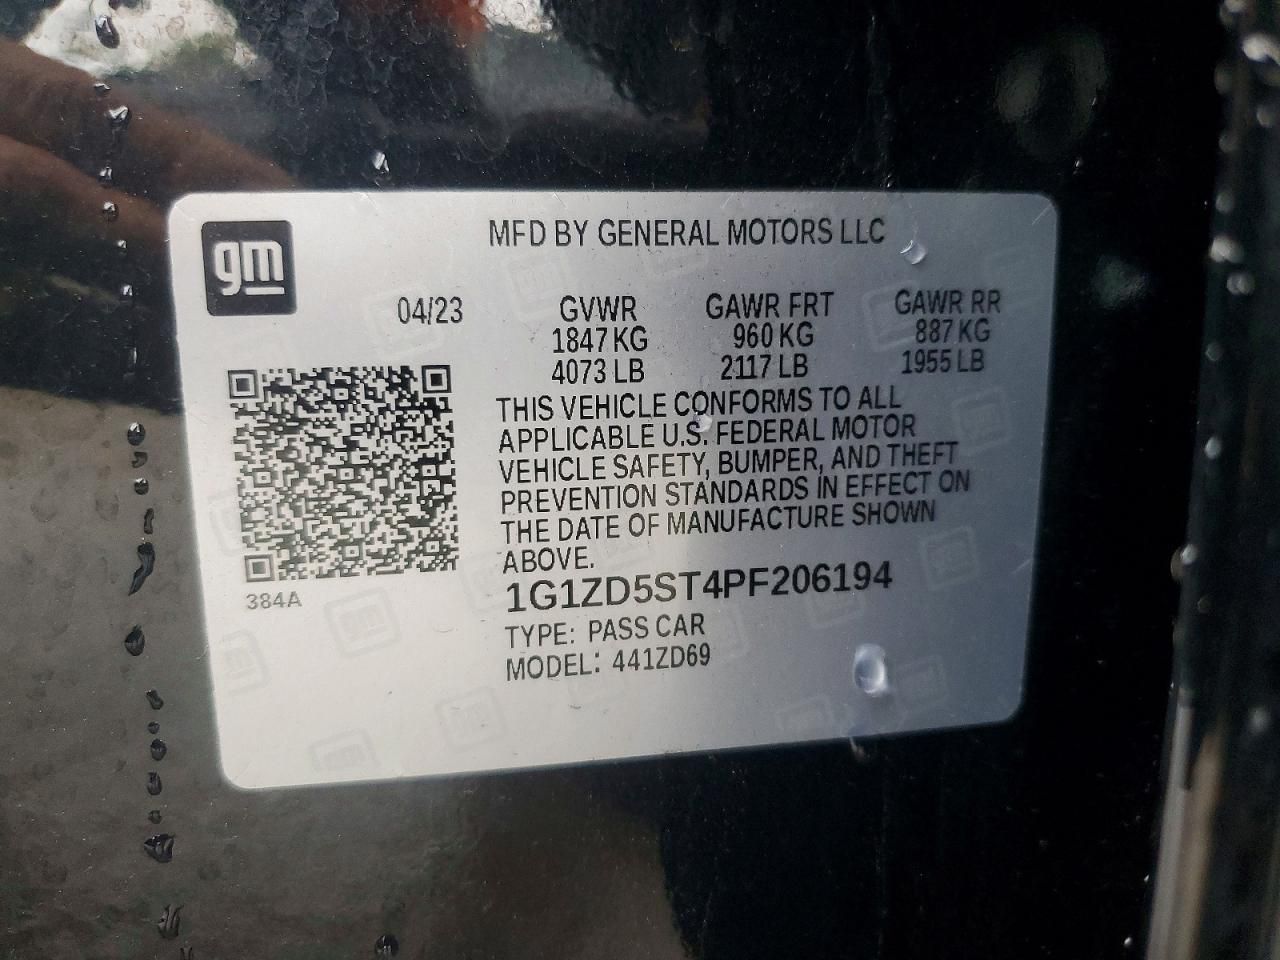 gm
MFD BY GENERAL MOTORS LLC
04/23
GVWR
1847 KG
4073 LB
GAWR FRT
960 KG
2117 LB
GAWR RR
887 KG
1955 LB
THIS VEHICLE CONFORMS TO ALL
APPLICABLE U.S. FEDERAL MOTOR
VEHICLE SAFETY, BUMPER, AND THEFT
PREVENTION STANDARDS IN EFFECT ON
THE DATE OF MANUFACTURE SHOWN
ABOVE.
1G1ZD5ST4PF206194
TYPE: PASS CAR
MODEL: 441ZD69
384A